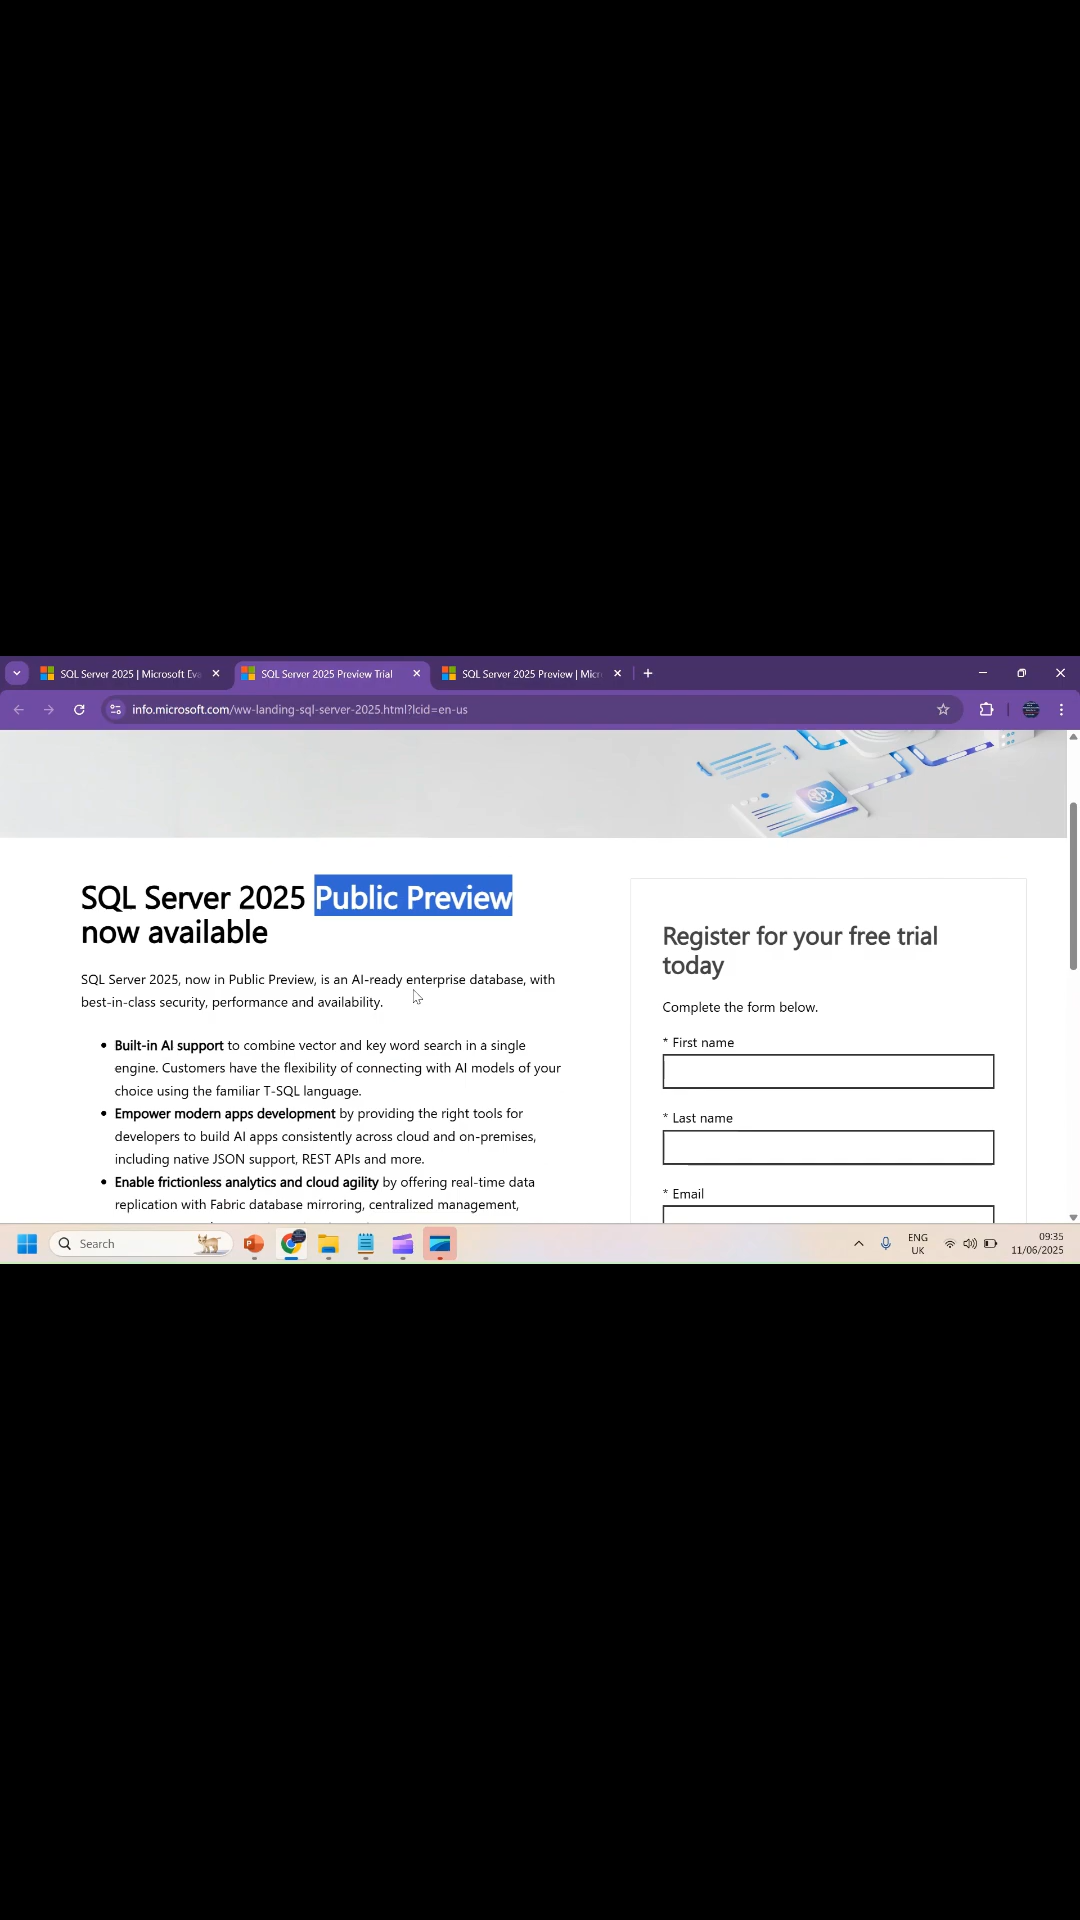 SQL Server 2025 | Microsoft Eva
SQL Server 2025 Preview Trial
SQL Server 2025 Preview | Micr
info.microsoft.com/ww-landing-sql-server-2025.html?lcid=en-us
SQL Server 2025 Public Preview
now available
SQL Server 2025, now in Public Preview, is an AI-ready enterprise database, with
best-in-class security, performance and availability.
• Built-in AI support to combine vector and key word search in a single
engine. Customers have the flexibility of connecting with AI models of your
choice using the familiar T-SQL language.
• Empower modern apps development by providing the right tools for
developers to build AI apps consistently across cloud and on-premises,
including native JSON support, REST APIs and more.
• Enable frictionless analytics and cloud agility by offering real-time data
replication with Fabric database mirroring, centralized management,
Register for your free trial
today
Complete the form below.
* First name
* Last name
* Email
Search
ENG
UK
09:35
11/06/2025